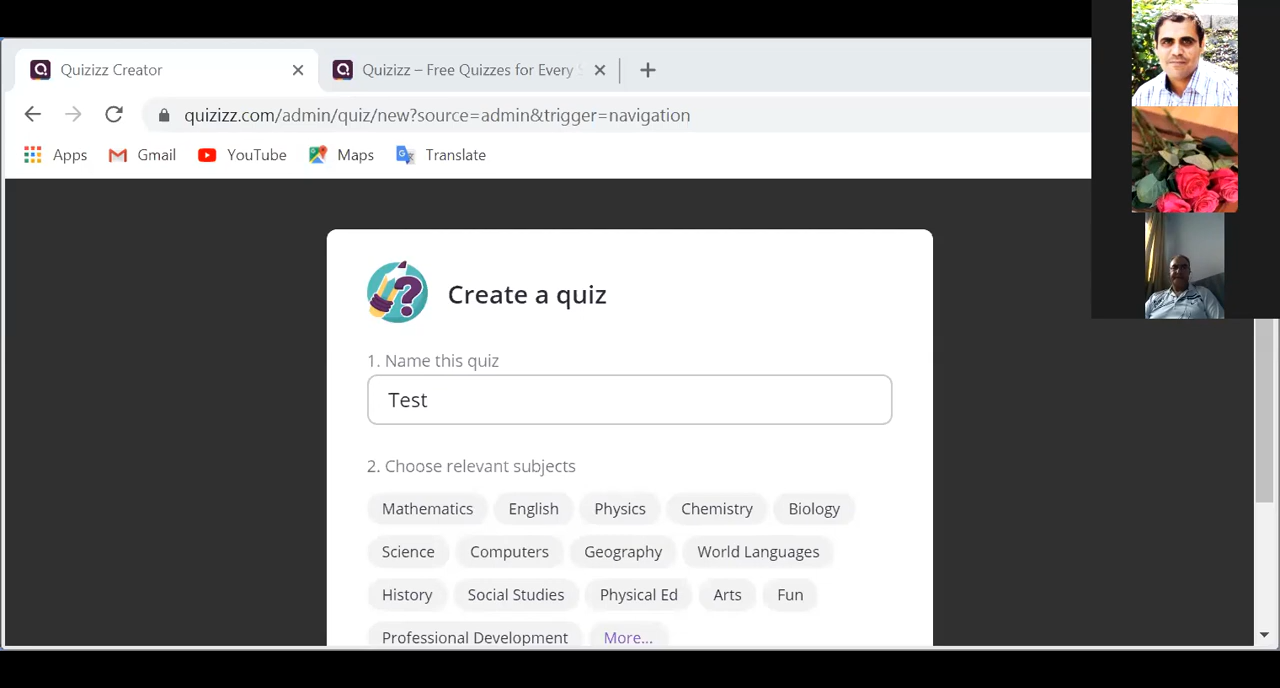 Quizizz Creator
Quizizz – Free Quizzes for Every
quizizz.com/admin/quiz/new?source=admin&trigger=navigation
Apps Gmail YouTube Maps Translate
Create a quiz
1. Name this quiz
Test
2. Choose relevant subjects
Mathematics English Physics Chemistry Biology
Science Computers Geography World Languages
History Social Studies Physical Ed Arts Fun
Professional Development More...